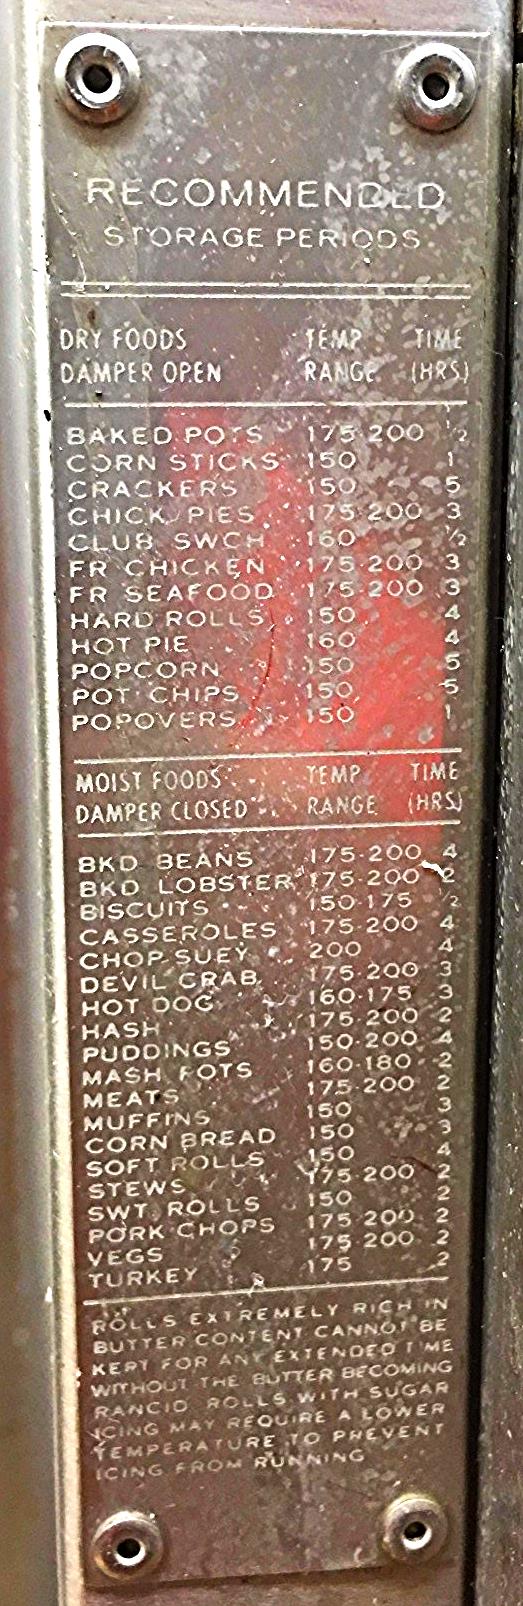 RECOMMENDED
STORAGE PERIODS
DRY FOODS TEMP TIME
DAMPER OPEN RANGE (HRS)
BAKED POTS 175-200 ½
CORN STICKS 150 1
CRACKERS 150 5
CHICK PIES 175-200 3
CLUB SWCH 160 ½
FR CHICKEN 175-200 3
FR SEAFOOD 175-200 3
HARD ROLLS 150 4
HOT PIE 160 4
POPCORN 150 5
POT CHIPS 150 5
POPOVERS 150 1
MOIST FOODS TEMP TIME
DAMPER CLOSED RANGE (HRS)
BKD BEANS 175-200 4
BKD LOBSTER 175-200 2
BISCUITS 150-175 ½
CASSEROLES 175-200 4
CHOP SUEY 200 4
DEVIL CRAB 175-200 3
HOT DOG 160-175 3
HASH 175-200 2
PUDDINGS 150-200 4
MASH POTS 160-180 2
MEATS 175-200 2
MUFFINS 150 3
CORN BREAD 150 3
SOFT ROLLS 150 4
STEWS 175-200 2
SWT ROLLS 150 2
PORK CHOPS 175-200 2
VEGS 175-200 2
TURKEY 175 2
ROLLS EXTREMELY RICH IN
BUTTER CONTENT CANNOT BE
KEPT FOR ANY EXTENDED TIME
WITHOUT THE BUTTER BECOMING
RANCID. ROLLS WITH SUGAR
ICING MAY REQUIRE A LOWER
TEMPERATURE TO PREVENT
ICING FROM RUNNING